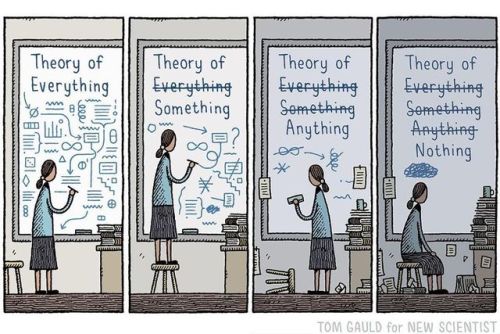 Theory of
Everything
Theory of
Everything
Something
?
Theory of
Everything
Something
Anything
Theory of
Everything
Something
Anything
Nothing
TOM GAULD for NEW SCIENTIST